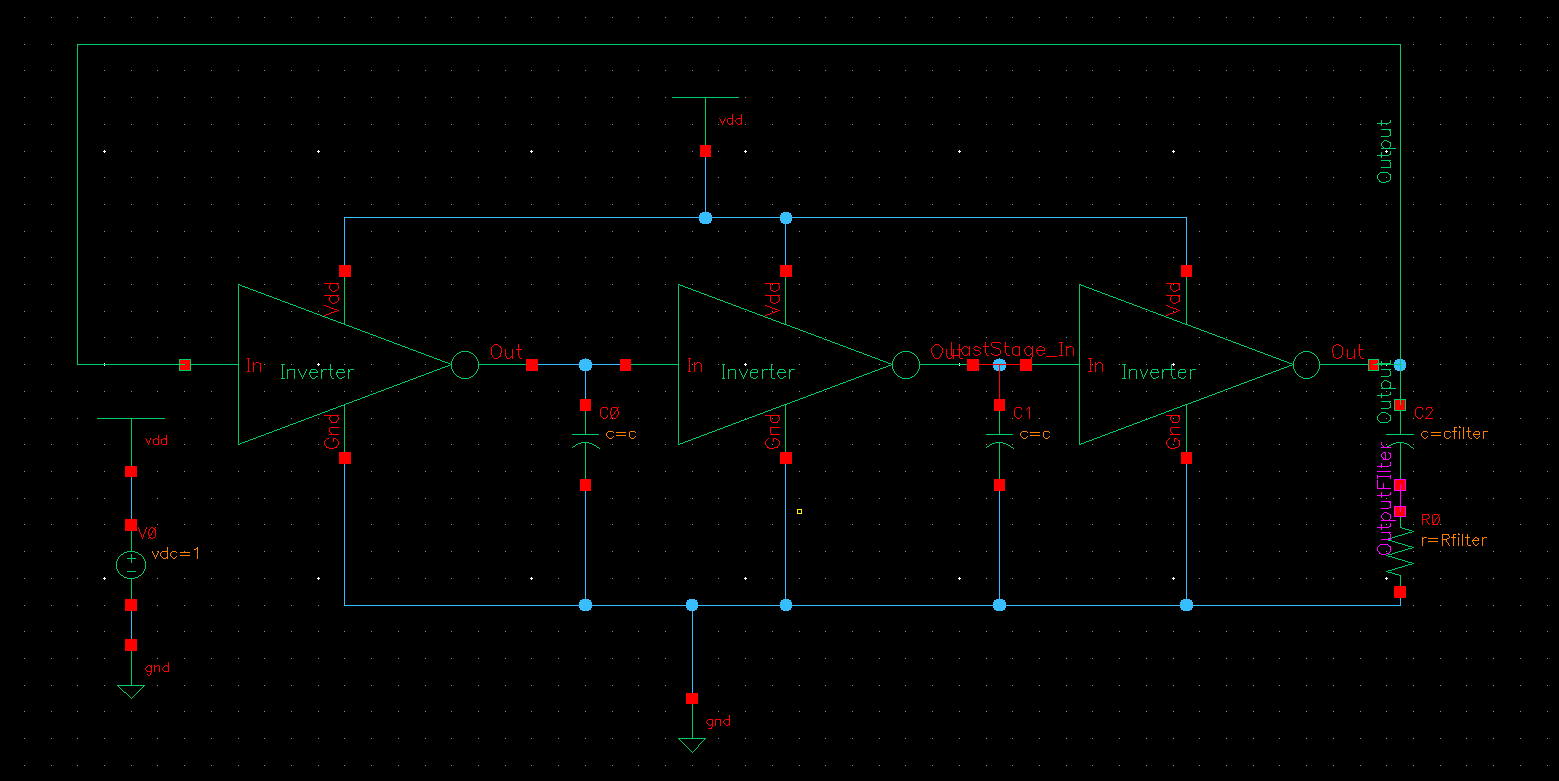 Output
vdd
Vdd
Vdd
Vdd
In
Inverter
Out
In
Inverter
Out
LastStage_In
In
Inverter
Out
Output
Gnd
Gnd
Gnd
C0
c=c
C1
c=c
C2
c=cfilter
vdd
V0
vdc=1
+
−
gnd
OutputFilter
R0
r=Rfilter
gnd